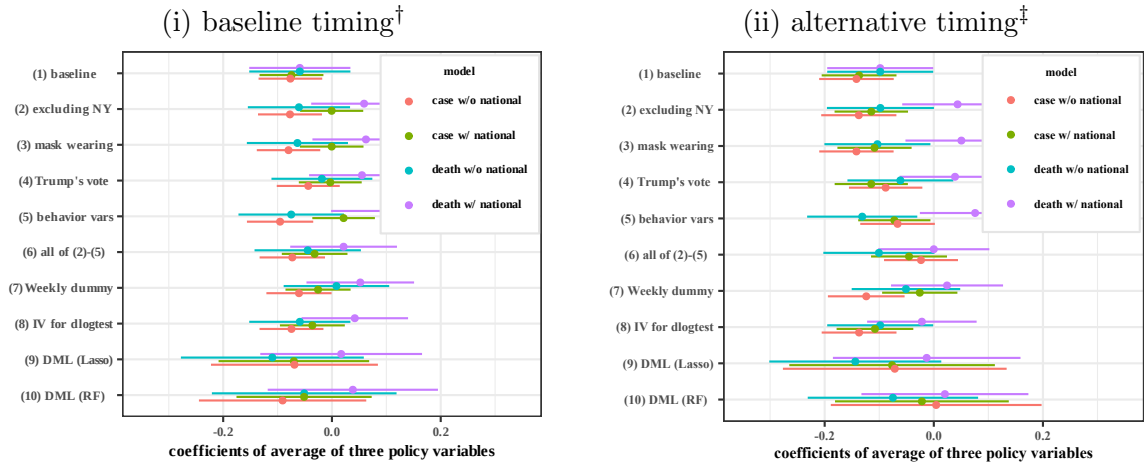 (i) baseline timing†
(1) baseline
(2) excluding NY
(3) mask wearing
(4) Trump's vote
(5) behavior vars
(6) all of (2)-(5)
(7) Weekly dummy
(8) IV for dlogtest
(9) DML (Lasso)
(10) DML (RF)
model
case w/o national
case w/ national
death w/o national
death w/ national
-0.2 0.0 0.2
coefficients of average of three policy variables
(ii) alternative timing‡
(1) baseline
(2) excluding NY
(3) mask wearing
(4) Trump's vote
(5) behavior vars
(6) all of (2)-(5)
(7) Weekly dummy
(8) IV for dlogtest
(9) DML (Lasso)
(10) DML (RF)
model
case w/o national
case w/ national
death w/o national
death w/ national
-0.2 0.0 0.2
coefficients of average of three policy variables